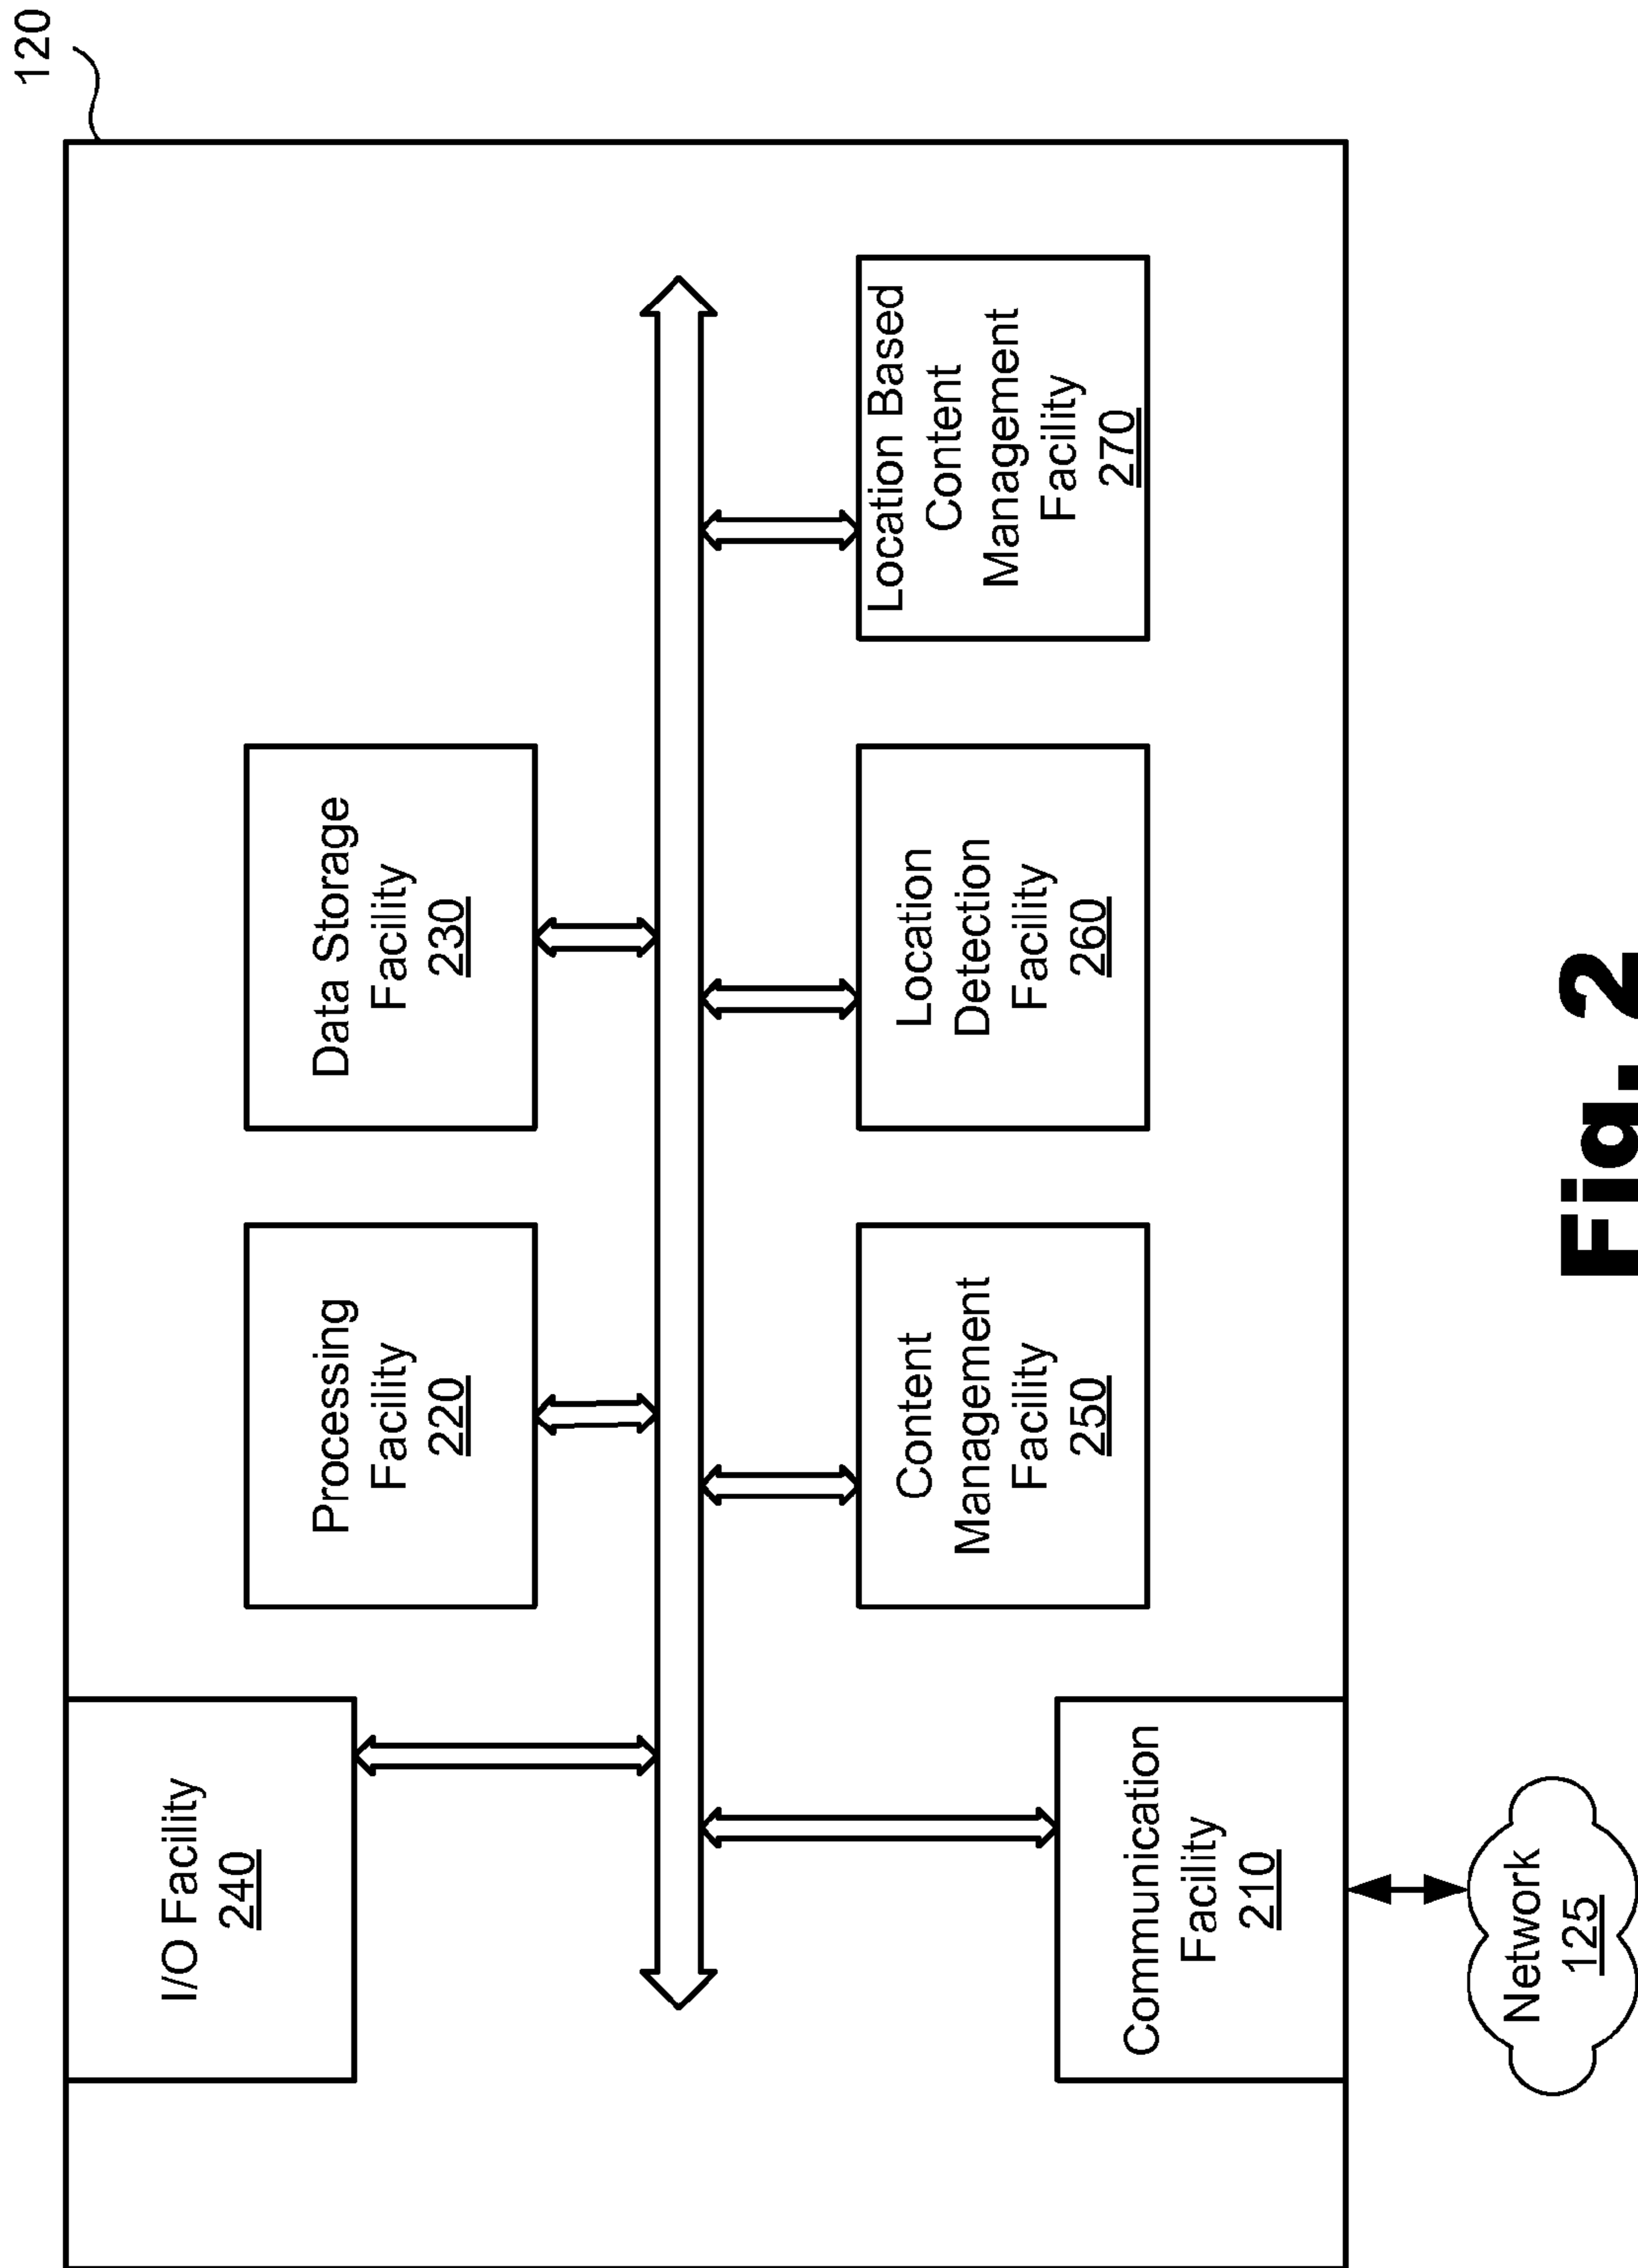 120
I/O Facility
240
Processing
Facility
220
Data Storage
Facility
230
Communication
Facility
210
Content
Management
Facility
250
Location
Detection
Facility
260
Location Based
Content
Management
Facility
270
Network
125
Fig. 2